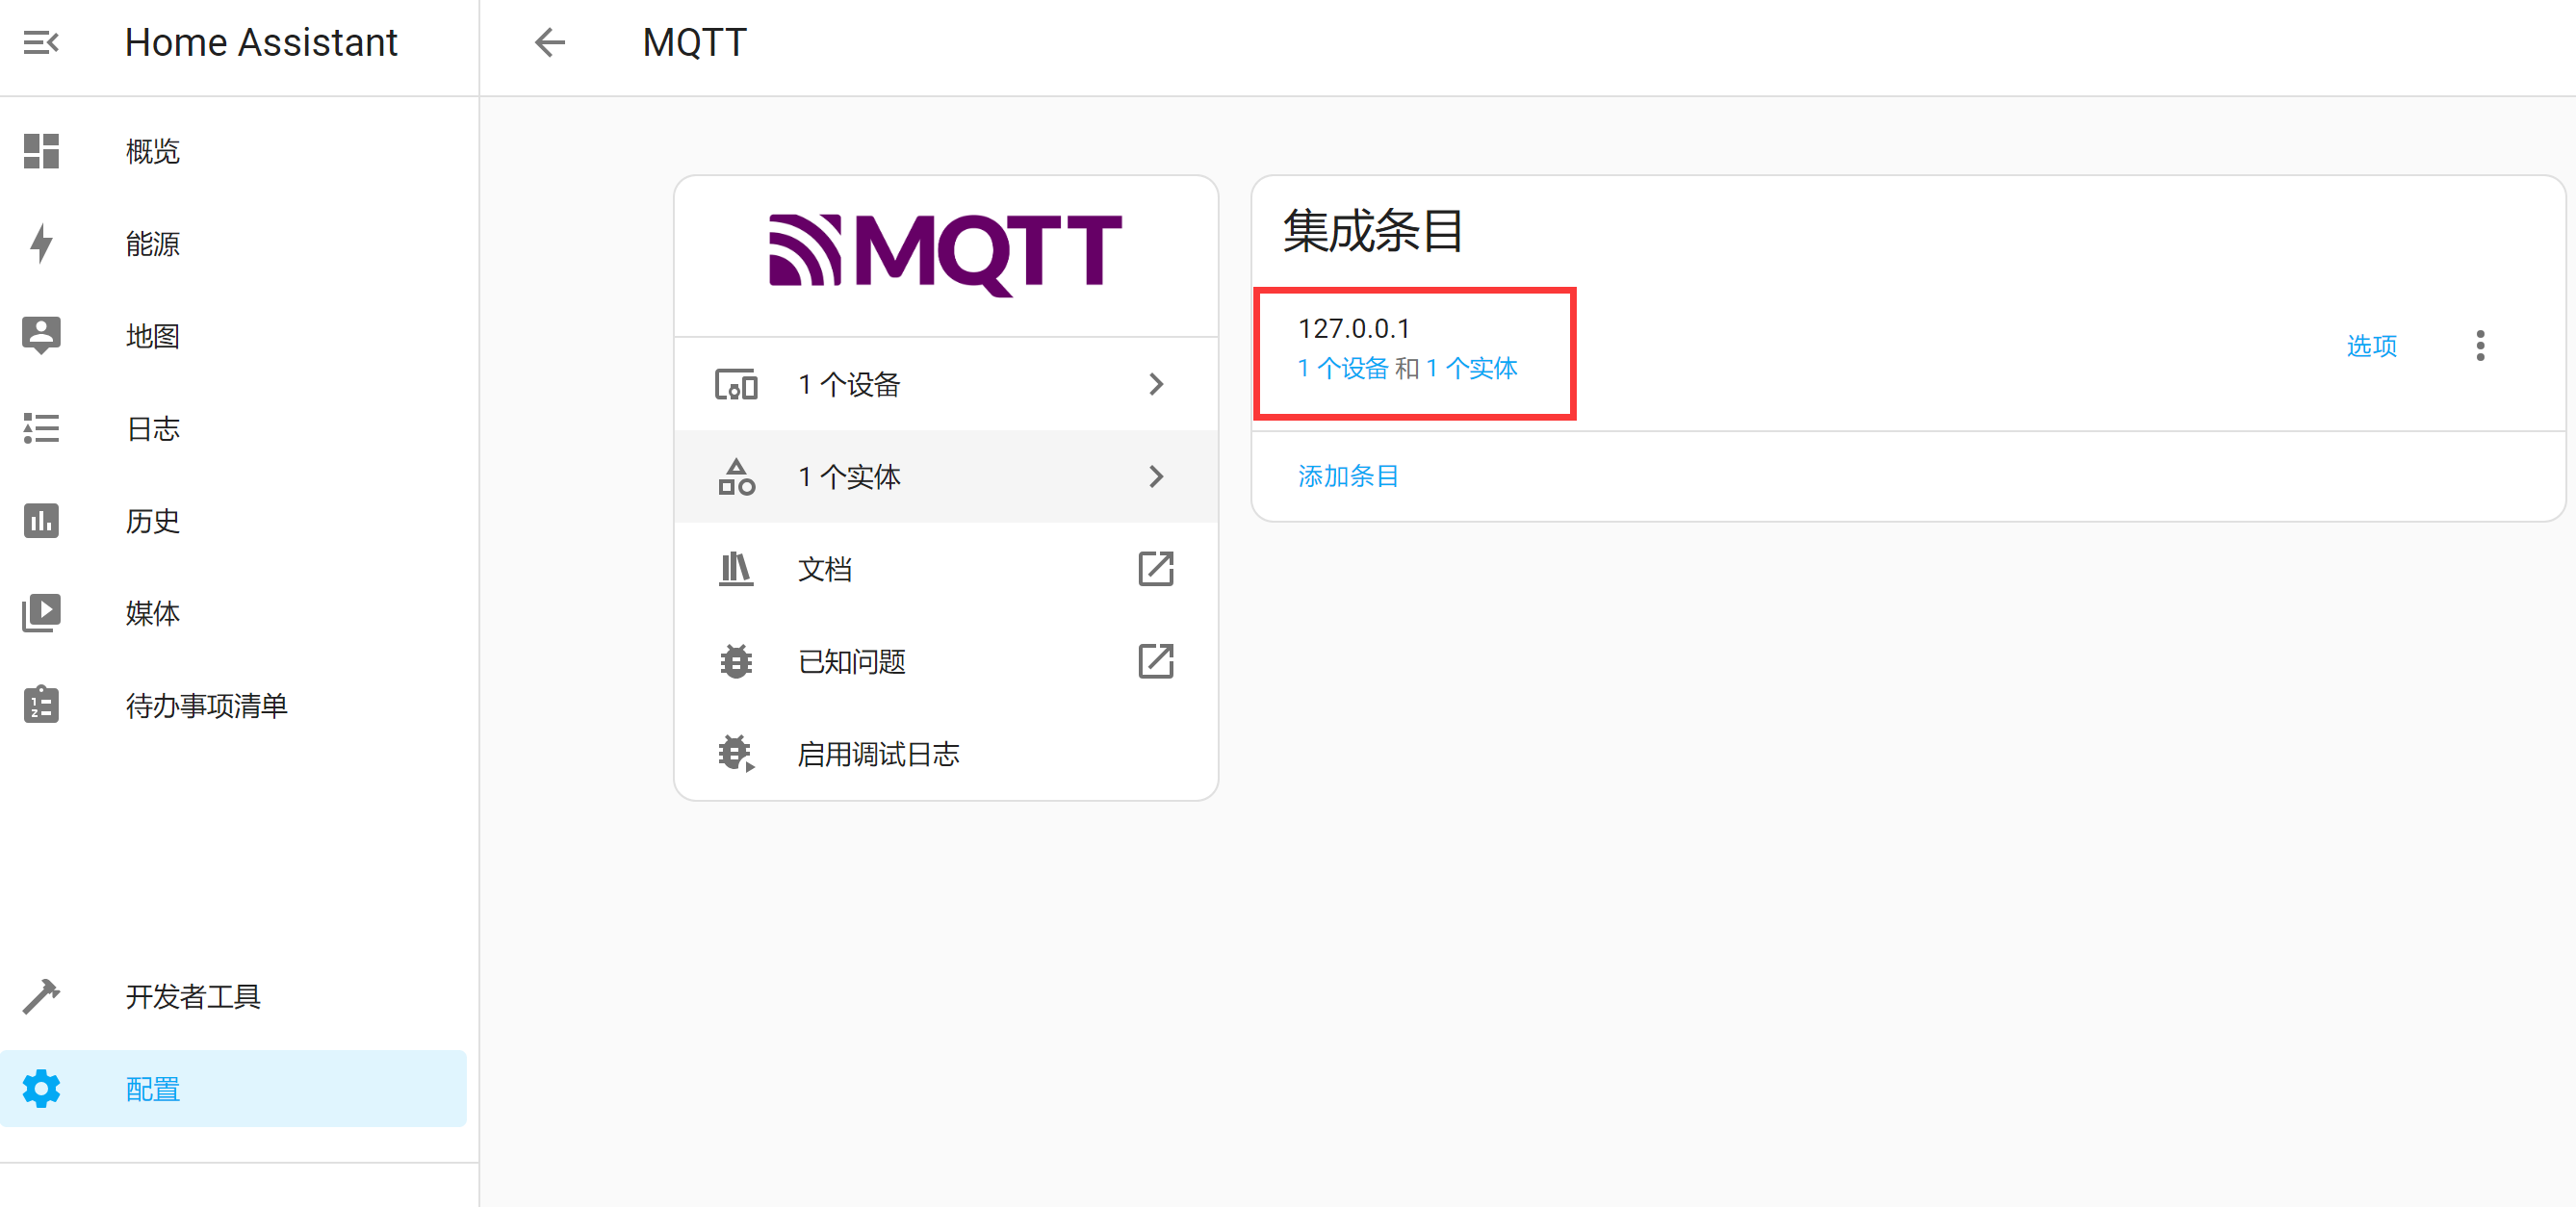 Home Assistant
概览
能源
地图
日志
历史
媒体
待办事项清单
开发者工具
配置
MQTT
MQTT
1 个设备
1 个实体
文档
已知问题
启用调试日志
集成条目
127.0.0.1
1 个设备 和 1 个实体
选项
添加条目